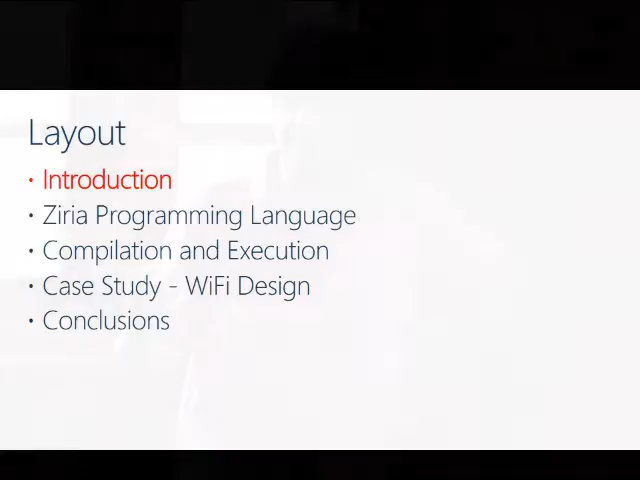 Layout
• Introduction
• Ziria Programming Language
• Compilation and Execution
• Case Study - WiFi Design
• Conclusions